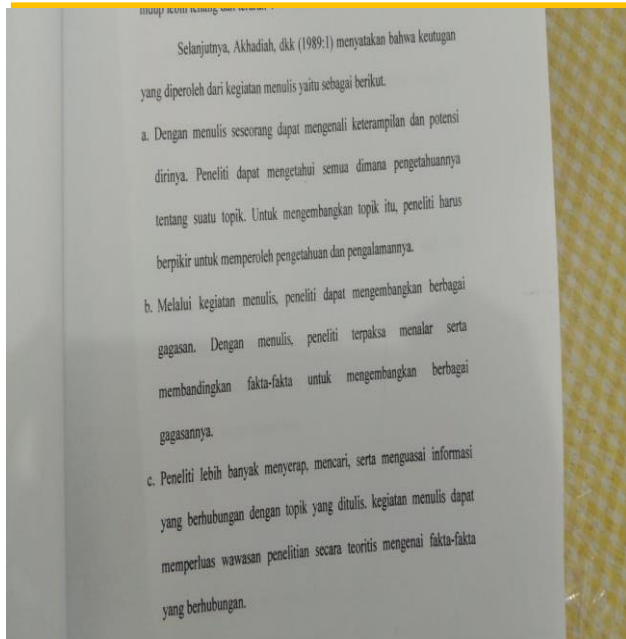 Selanjutnya, Akhadiah, dkk (1989:1) menyatakan bahwa keutugan
yang diperoleh dari kegiatan menulis yaitu sebagai berikut.
a. Dengan menulis seseorang dapat mengenali keterampilan dan potensi
dirinya. Peneliti dapat mengetahui semua dimana pengetahuannya
tentang suatu topik. Untuk mengembangkan topik itu, peneliti harus
berpikir untuk memperoleh pengetahuan dan pengalamannya.
b. Melalui kegiatan menulis, peneliti dapat mengembangkan berbagai
gagasan. Dengan menulis, peneliti terpaksa menalar serta
membandingkan fakta-fakta untuk mengembangkan berbagai
gagasannya.
c. Peneliti lebih banyak menyerap, mencari, serta menguasai informasi
yang berhubungan dengan topik yang ditulis. kegiatan menulis dapat
memperluas wawasan penelitian secara teoritis mengenai fakta-fakta
yang berhubungan.